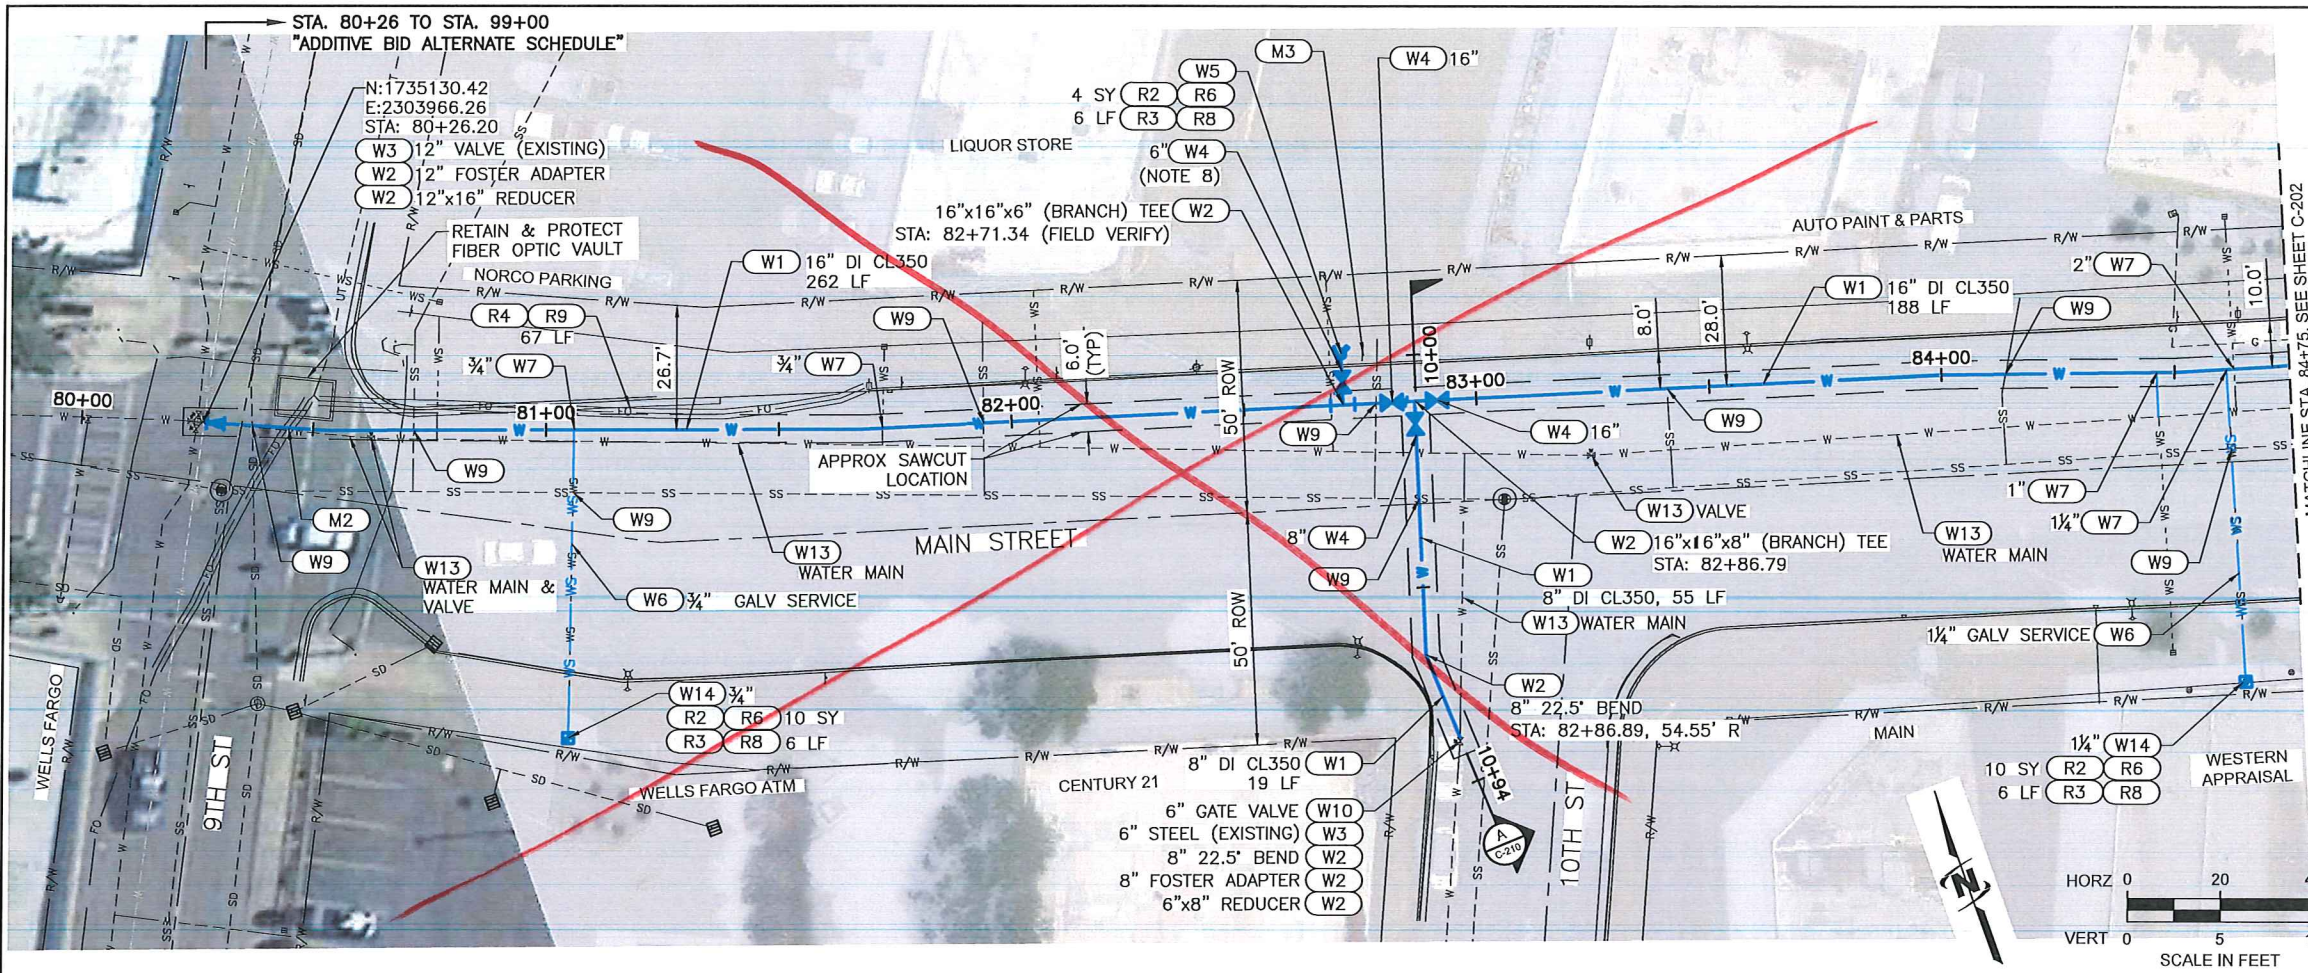 STA. 80+26 TO STA. 99+00
"ADDITIVE BID ALTERNATE SCHEDULE"
N:1735130.42
E:2303966.26
STA: 80+26.20
W3 12" VALVE (EXISTING)
W2 12" FOSTER ADAPTER
W2 12"x16" REDUCER
RETAIN & PROTECT
FIBER OPTIC VAULT
NORCO PARKING
R4 R9
67 LF
W1 16" DI CL350
262 LF
¾" W7
26.7'
¾" W7
W9
6.0'
(TYP)
LIQUOR STORE
M3
W4 16"
W5
4 SY R2 R6
6 LF R3 R8
6" W4
(NOTE 8)
16"x16"x6" (BRANCH) TEE W2
STA: 82+71.34 (FIELD VERIFY)
AUTO PAINT & PARTS
2" W7
W1 16" DI CL350
188 LF
W9
8.0'
28.0'
10.0'
MATCHLINE STA. 84+75, SEE SHEET C-202
80+00
81+00
82+00
10+00
83+00
84+00
50' ROW
50' ROW
W9
M2
W9
W9
W13
WATER MAIN &
VALVE
W6 ¾" GALV SERVICE
W13
WATER MAIN
APPROX SAWCUT
LOCATION
MAIN STREET
W9
W4 16"
W9
8" W4
W9
W13 VALVE
W2 16"x16"x8" (BRANCH) TEE
STA: 82+86.79
W1
8" DI CL350, 55 LF
W13 WATER MAIN
W13
WATER MAIN
1" W7
1¼" W7
W9
1¼" GALV SERVICE W6
W2
8" 22.5° BEND
STA: 82+86.89, 54.55' R
MAIN
1¼" W14
10 SY R2 R6
6 LF R3 R8
WESTERN
APPRAISAL
W14 ¾"
R2 R6 10 SY
R3 R8 6 LF
WELLS FARGO
9TH ST
WELLS FARGO ATM
CENTURY 21
8" DI CL350 W1
19 LF
6" GATE VALVE W10
6" STEEL (EXISTING) W3
8" 22.5° BEND W2
8" FOSTER ADAPTER W2
6"x8" REDUCER W2
10+94
A
C-210
10TH ST
N
HORZ 0 20
VERT 0 5
SCALE IN FEET